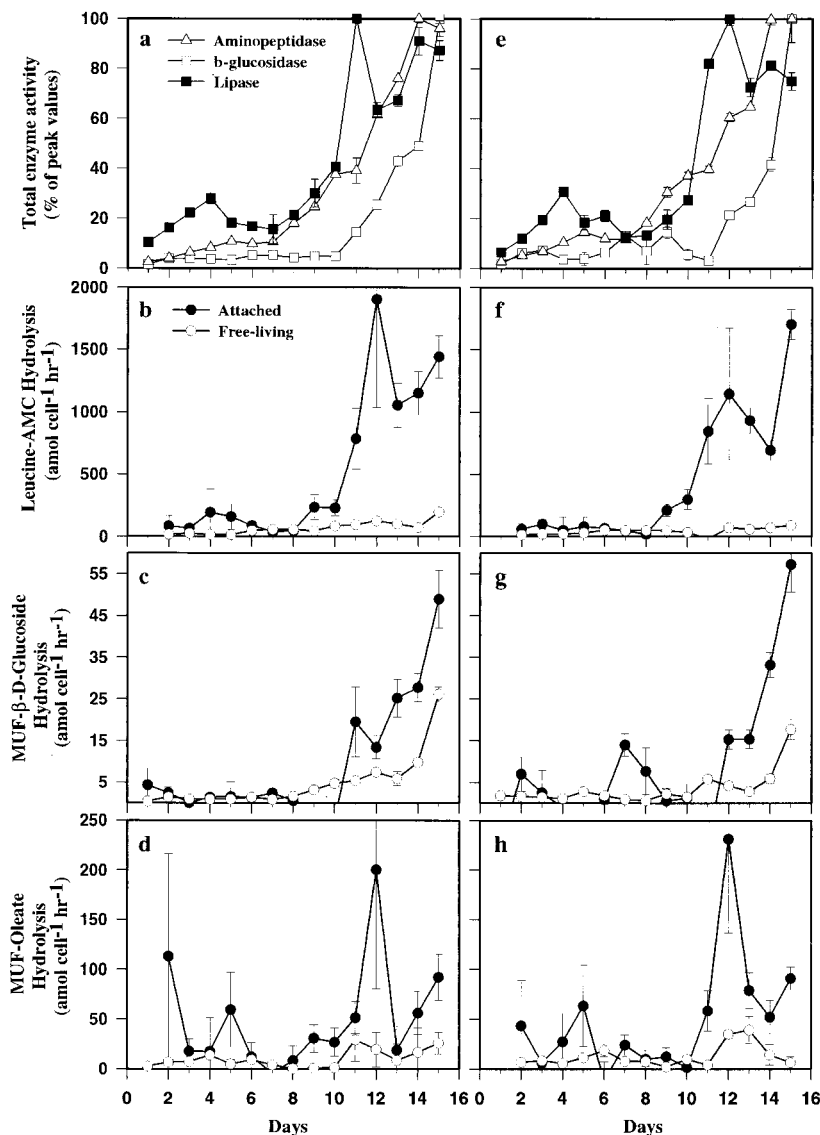 Total enzyme activity
(% of peak values)
100
80
60
40
20
0
a
Aminopeptidase
b-glucosidase
Lipase
e
Leucine-AMC Hydrolysis
(amol cell-1 hr-1)
2000
1500
1000
500
0
b
Attached
Free-living
f
MUF-β-D-Glucoside
Hydrolysis
(amol cell-1 hr-1)
55
45
35
25
15
5
c
g
MUF-Oleate
Hydrolysis
(amol cell-1 hr-1)
250
200
150
100
50
0
d
h
0 2 4 6 8 10 12 14 16
0 2 4 6 8 10 12 14 16
Days
Days